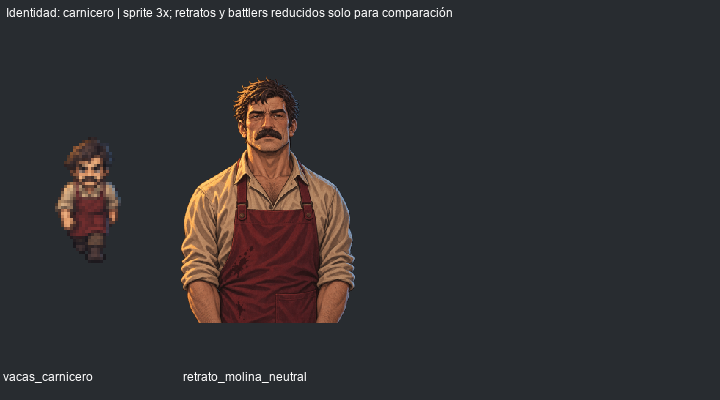 Identidad: carnicero | sprite 3x; retratos y battlers reducidos solo para comparación
vacas_carnicero
retrato_molina_neutral